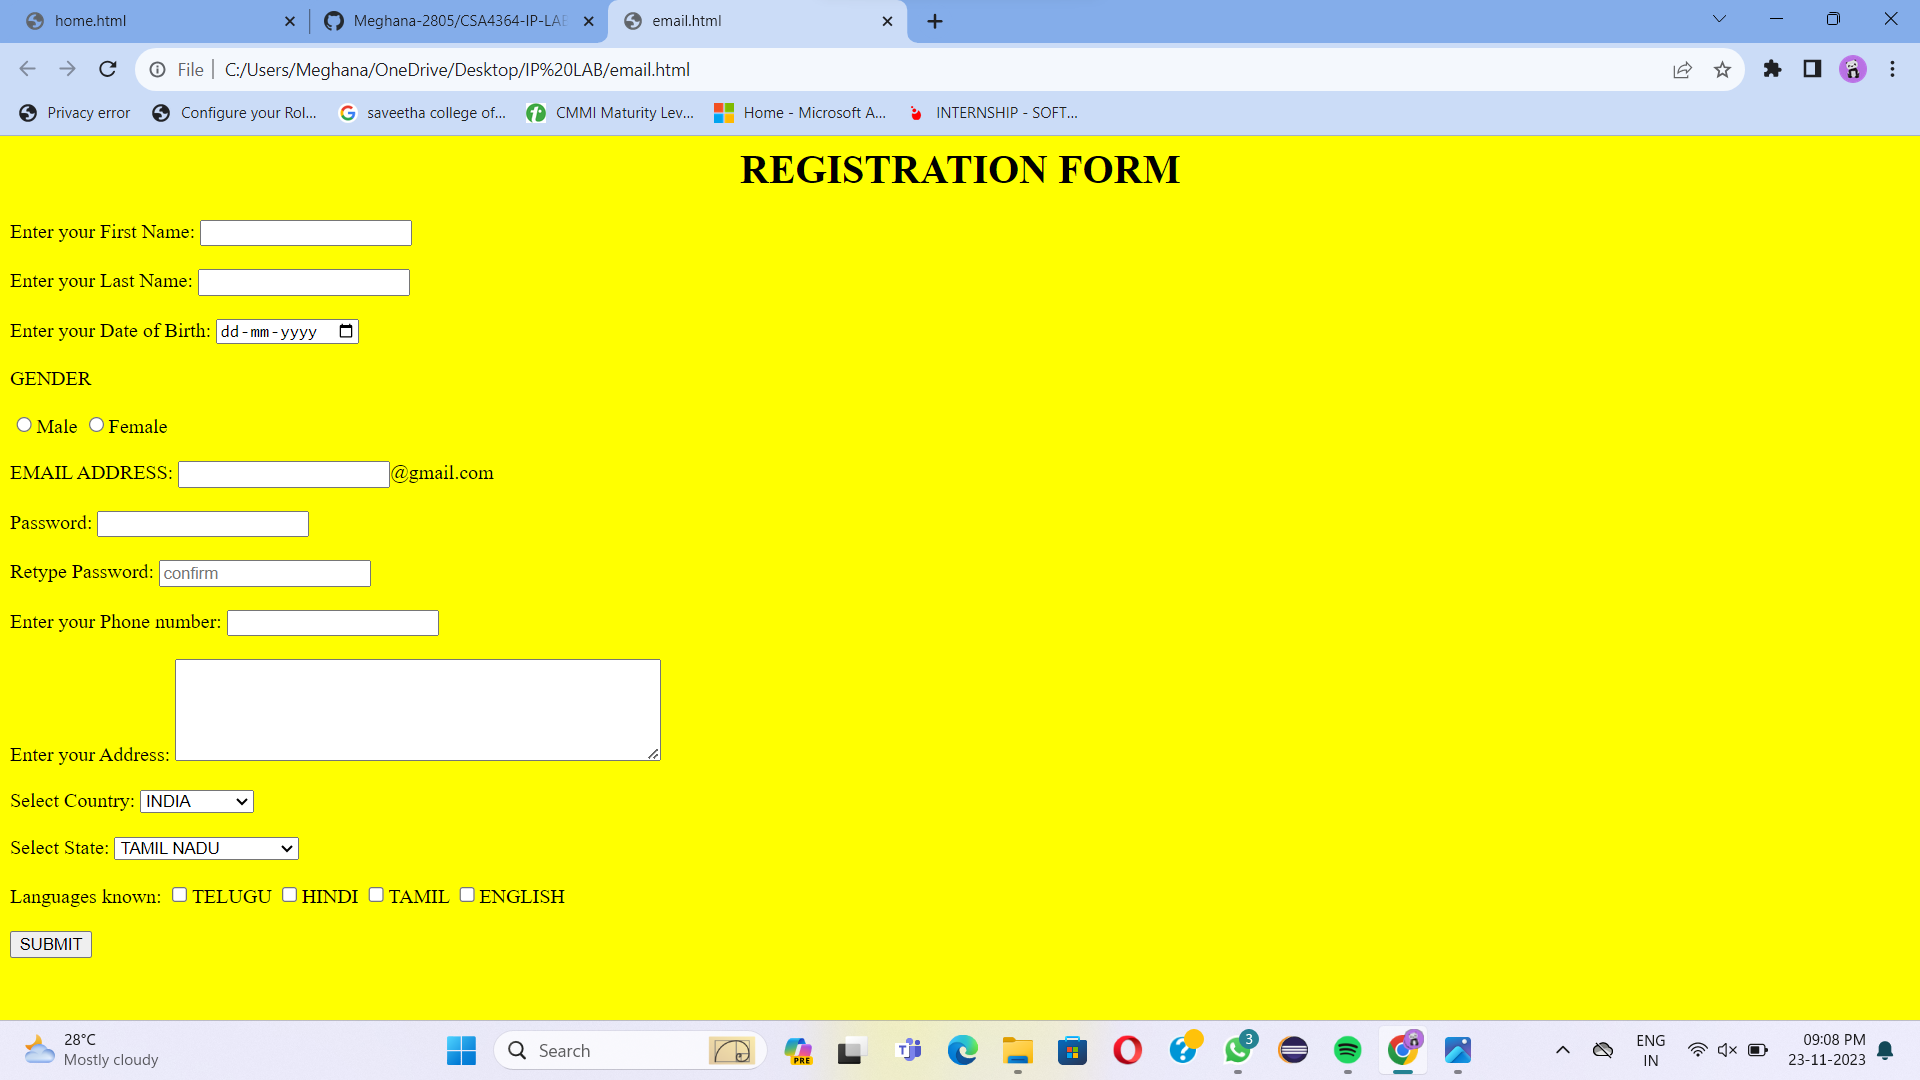 home.html
Meghana-2805/CSA4364-IP-LAB
email.html
File
C:/Users/Meghana/OneDrive/Desktop/IP%20LAB/email.html
Privacy error
Configure your Rol...
saveetha college of...
CMMI Maturity Lev...
Home - Microsoft A...
INTERNSHIP - SOFT...
REGISTRATION FORM
Enter your First Name:
Enter your Last Name:
Enter your Date of Birth: dd-mm-yyyy
GENDER
Male Female
EMAIL ADDRESS: @gmail.com
Password:
Retype Password: confirm
Enter your Phone number:
Enter your Address:
Select Country: INDIA
Select State: TAMIL NADU
Languages known: TELUGU HINDI TAMIL ENGLISH
SUBMIT
28°C
Mostly cloudy
Search
PRE
3
ENG
IN
09:08 PM
23-11-2023